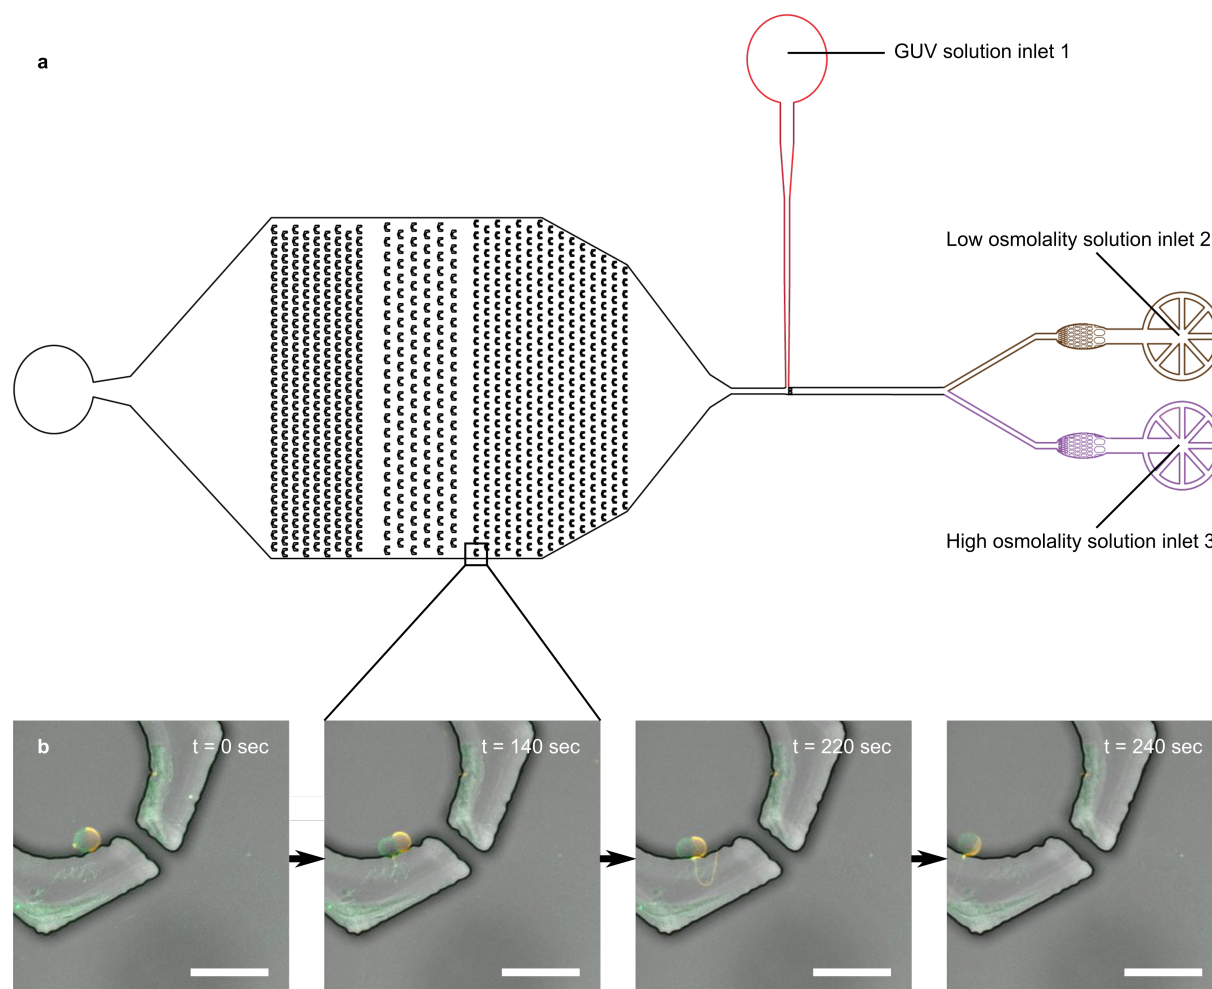 a
GUV solution inlet 1
Low osmolality solution inlet 2
High osmolality solution inlet 3
b
t = 0 sec
t = 140 sec
t = 220 sec
t = 240 sec